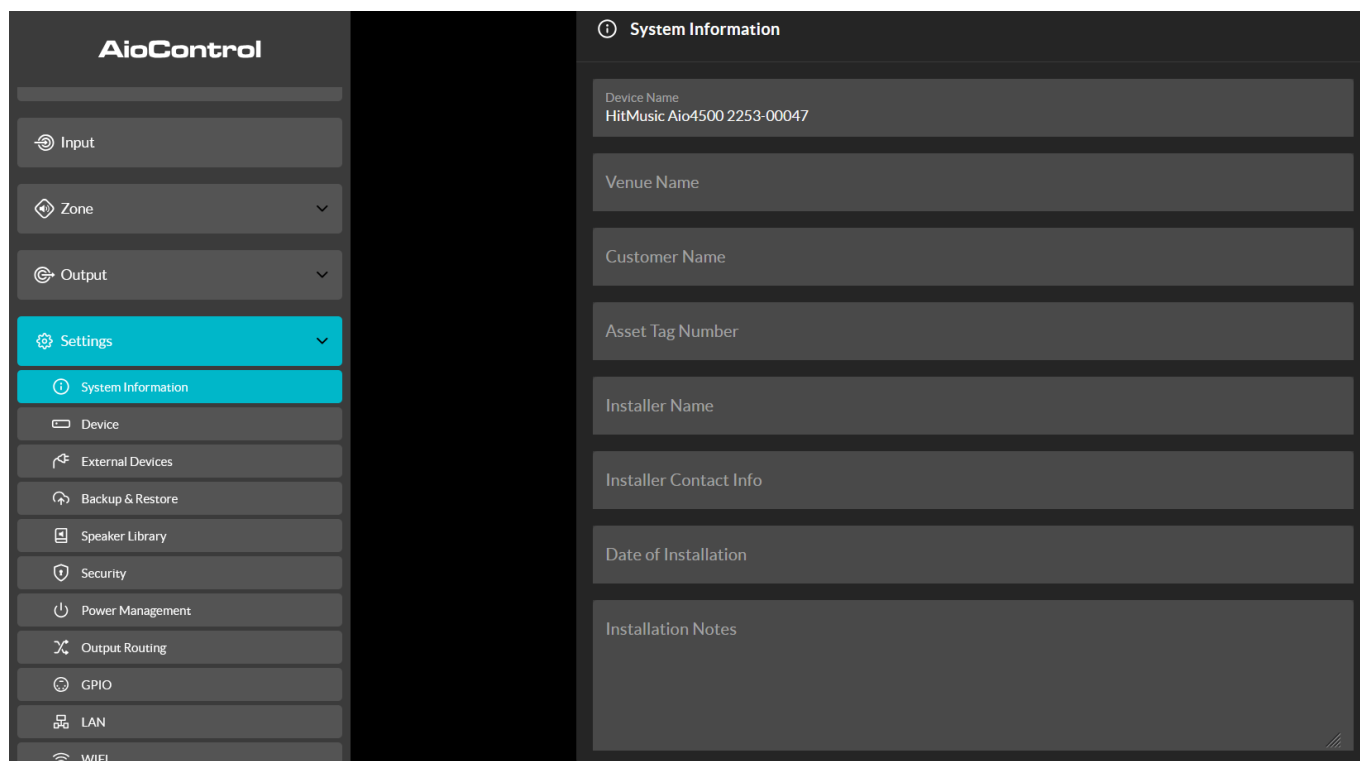 AioControl
Input
Zone
Output
Settings
System Information
Device
External Devices
Backup & Restore
Speaker Library
Security
Power Management
Output Routing
GPIO
LAN
WIFI
System Information
Device Name
HitMusic Aio4500 2253-00047
Venue Name
Customer Name
Asset Tag Number
Installer Name
Installer Contact Info
Date of Installation
Installation Notes